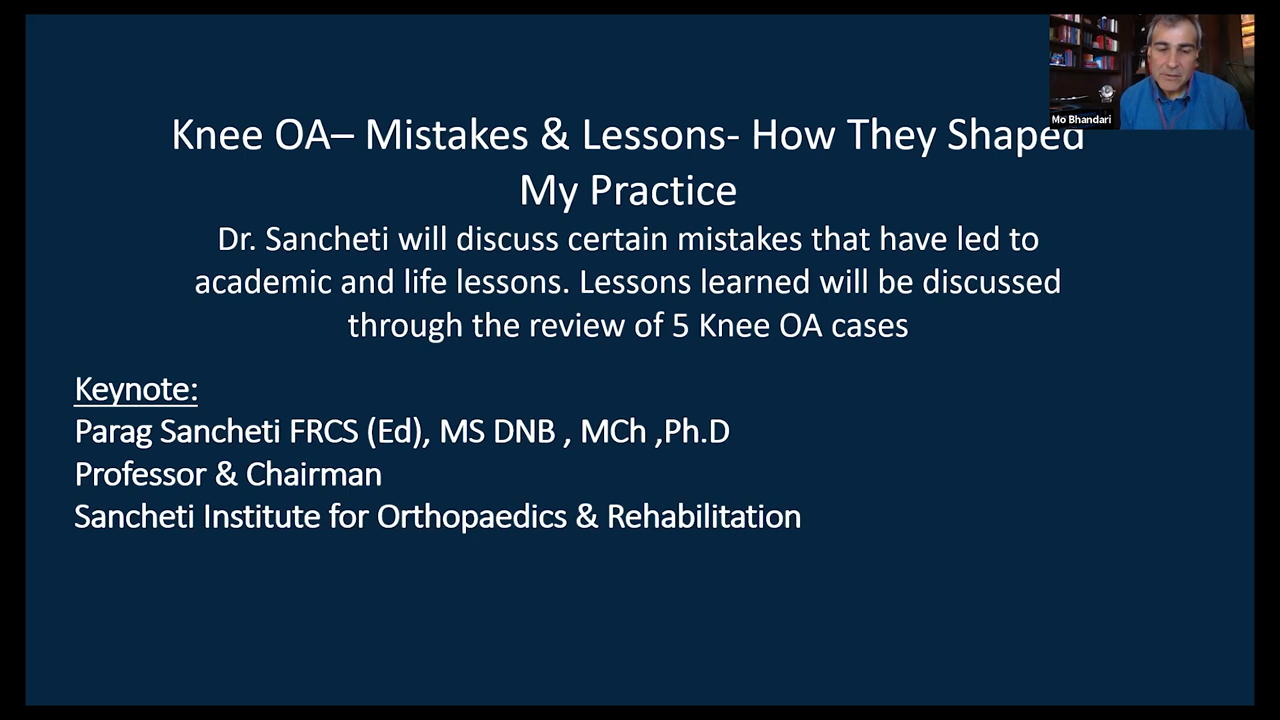 Knee OA– Mistakes & Lessons- How They Shaped
My Practice
Dr. Sancheti will discuss certain mistakes that have led to
academic and life lessons. Lessons learned will be discussed
through the review of 5 Knee OA cases
Keynote:
Parag Sancheti FRCS (Ed), MS DNB , MCh ,Ph.D
Professor & Chairman
Sancheti Institute for Orthopaedics & Rehabilitation
Mo Bhandari